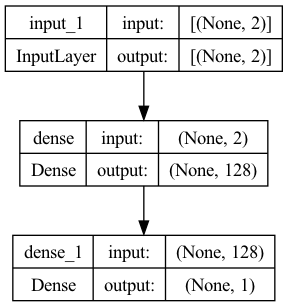 input_1 input: [(None, 2)]
InputLayer output: [(None, 2)]
dense input: (None, 2)
Dense output: (None, 128)
dense_1 input: (None, 128)
Dense output: (None, 1)